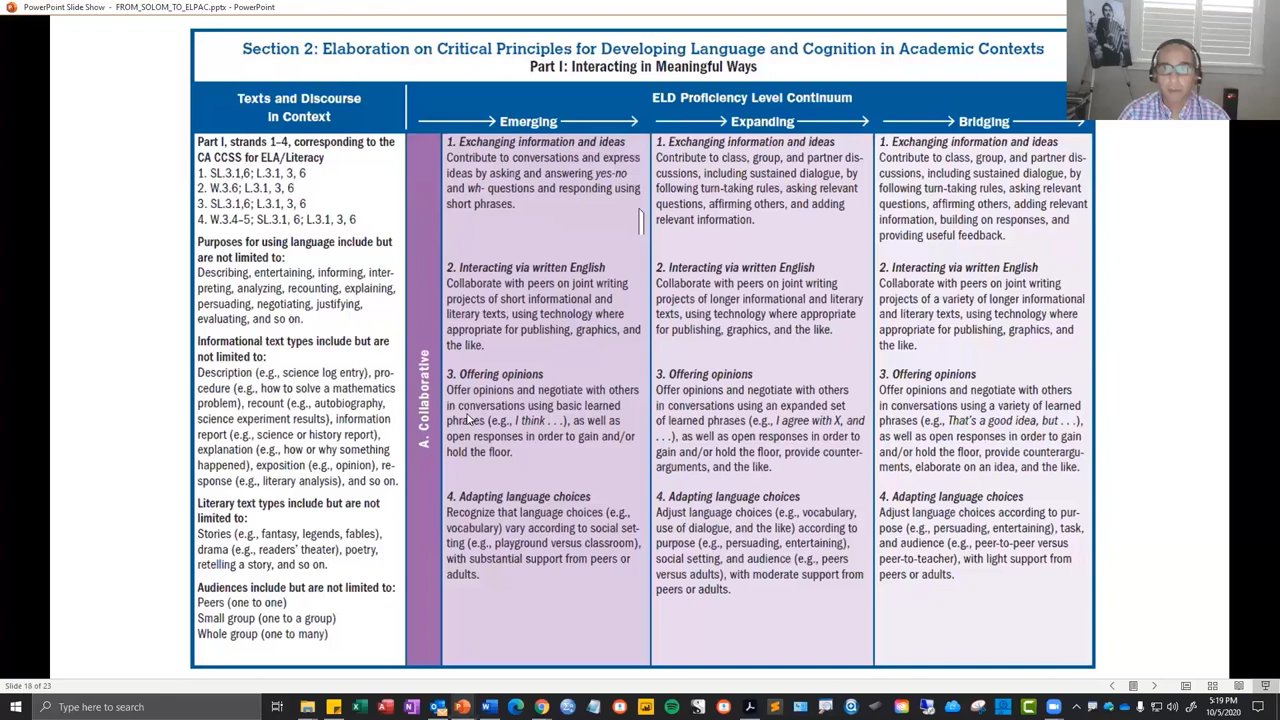 PowerPoint Slide Show - FROM_SOLOM_TO_ELPAC.pptx - PowerPoint
Section 2: Elaboration on Critical Principles for Developing Language and Cognition in Academic Contexts
Part I: Interacting in Meaningful Ways
Texts and Discourse
in Context
ELD Proficiency Level Continuum
Emerging
Expanding
Bridging
Part I, strands 1–4, corresponding to the
CA CCSS for ELA/Literacy
1. SL.3.1,6; L.3.1, 3, 6
2. W.3.6; L.3.1, 3, 6
3. SL.3.1,6; L.3.1, 3, 6
4. W.3.4–5; SL.3.1, 6; L.3.1, 3, 6
Purposes for using language include but
are not limited to:
Describing, entertaining, informing, inter-
preting, analyzing, recounting, explaining,
persuading, negotiating, justifying,
evaluating, and so on.
Informational text types include but are
not limited to:
Description (e.g., science log entry), pro-
cedure (e.g., how to solve a mathematics
problem), recount (e.g., autobiography,
science experiment results), information
report (e.g., science or history report),
explanation (e.g., how or why something
happened), exposition (e.g., opinion), re-
sponse (e.g., literary analysis), and so on.
Literary text types include but are not
limited to:
Stories (e.g., fantasy, legends, fables),
drama (e.g., readers' theater), poetry,
retelling a story, and so on.
Audiences include but are not limited to:
Peers (one to one)
Small group (one to a group)
Whole group (one to many)
A. Collaborative
1. Exchanging information and ideas
Contribute to conversations and express
ideas by asking and answering yes-no
and wh- questions and responding using
short phrases.
2. Interacting via written English
Collaborate with peers on joint writing
projects of short informational and
literary texts, using technology where
appropriate for publishing, graphics, and
the like.
3. Offering opinions
Offer opinions and negotiate with others
in conversations using basic learned
phrases (e.g., I think . . .), as well as
open responses in order to gain and/or
hold the floor.
4. Adapting language choices
Recognize that language choices (e.g.,
vocabulary) vary according to social set-
ting (e.g., playground versus classroom),
with substantial support from peers or
adults.
1. Exchanging information and ideas
Contribute to class, group, and partner dis-
cussions, including sustained dialogue, by
following turn-taking rules, asking relevant
questions, affirming others, and adding
relevant information.
2. Interacting via written English
Collaborate with peers on joint writing
projects of longer informational and literary
texts, using technology where appropriate
for publishing, graphics, and the like.
3. Offering opinions
Offer opinions and negotiate with others
in conversations using an expanded set
of learned phrases (e.g., I agree with X, and
. . .), as well as open responses in order to
gain and/or hold the floor, provide counter-
arguments, and the like.
4. Adapting language choices
Adjust language choices (e.g., vocabulary,
use of dialogue, and the like) according to
purpose (e.g., persuading, entertaining),
social setting, and audience (e.g., peers
versus adults), with moderate support from
peers or adults.
1. Exchanging information and ideas
Contribute to class, group, and partner dis-
cussions, including sustained dialogue, by
following turn-taking rules, asking relevant
questions, affirming others, adding relevant
information, building on responses, and
providing useful feedback.
2. Interacting via written English
Collaborate with peers on joint writing
projects of a variety of longer informational
and literary texts, using technology where
appropriate for publishing, graphics, and
the like.
3. Offering opinions
Offer opinions and negotiate with others
in conversations using a variety of learned
phrases (e.g., That's a good idea, but . . .),
as well as open responses in order to gain
and/or hold the floor, provide counterargu-
ments, elaborate on an idea, and the like.
4. Adapting language choices
Adjust language choices according to pur-
pose (e.g., persuading, entertaining), task,
and audience (e.g., peer-to-peer versus
peer-to-teacher), with light support from
peers or adults.
Slide 18 of 23
Type here to search
5:19 PM
10/5/2020